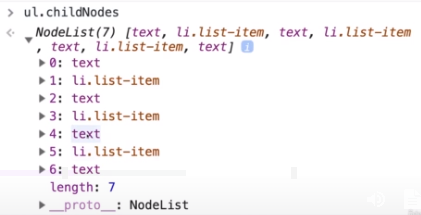 > ul.childNodes
NodeList(7) [text, li.list-item, text, li.list-item
, text, li.list-item, text] i
0: text
1: li.list-item
2: text
3: li.list-item
4: text
5: li.list-item
6: text
length: 7
__proto__: NodeList